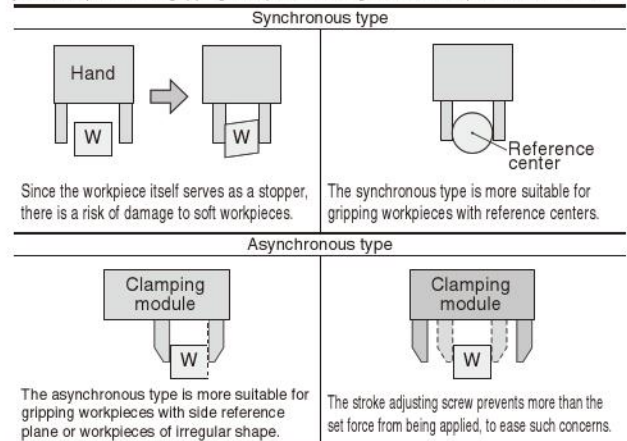 Synchronous type
Hand
W
W
Since the workpiece itself serves as a stopper,
there is a risk of damage to soft workpieces.
Reference
center
The synchronous type is more suitable for
gripping workpieces with reference centers.
Asynchronous type
Clamping
module
W
The asynchronous type is more suitable for
gripping workpieces with side reference
plane or workpieces of irregular shape.
Clamping
module
W
The stroke adjusting screw prevents more than the
set force from being applied, to ease such concerns.